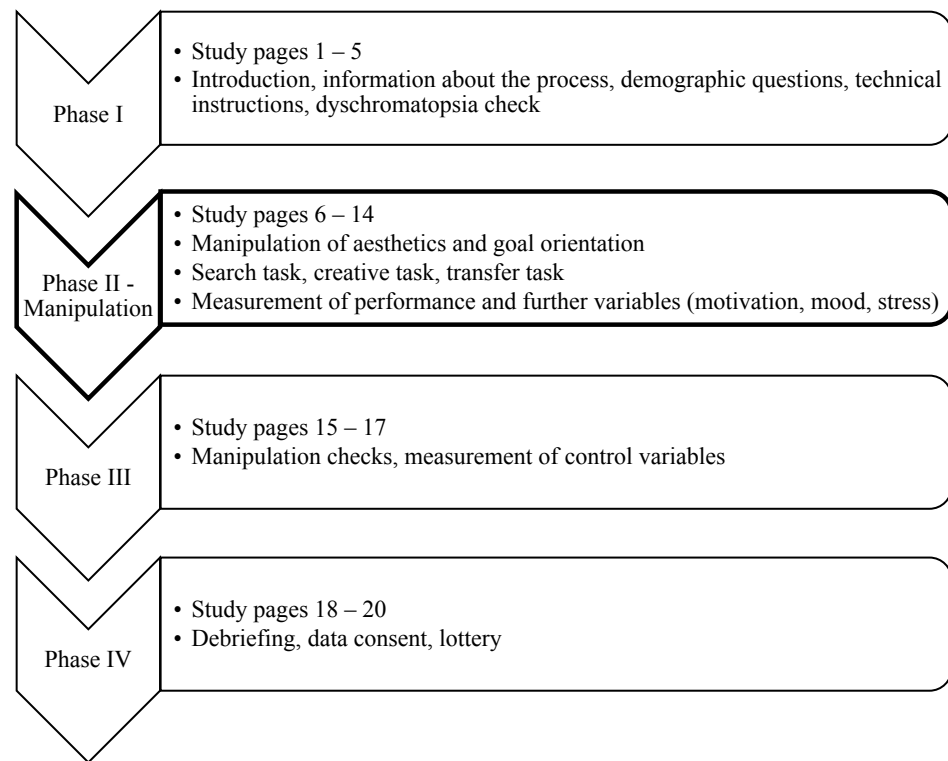 Phase I
• Study pages 1 – 5
• Introduction, information about the process, demographic questions, technical
instructions, dyschromatopsia check
Phase II -
Manipulation
• Study pages 6 – 14
• Manipulation of aesthetics and goal orientation
• Search task, creative task, transfer task
• Measurement of performance and further variables (motivation, mood, stress)
Phase III
• Study pages 15 – 17
• Manipulation checks, measurement of control variables
Phase IV
• Study pages 18 – 20
• Debriefing, data consent, lottery